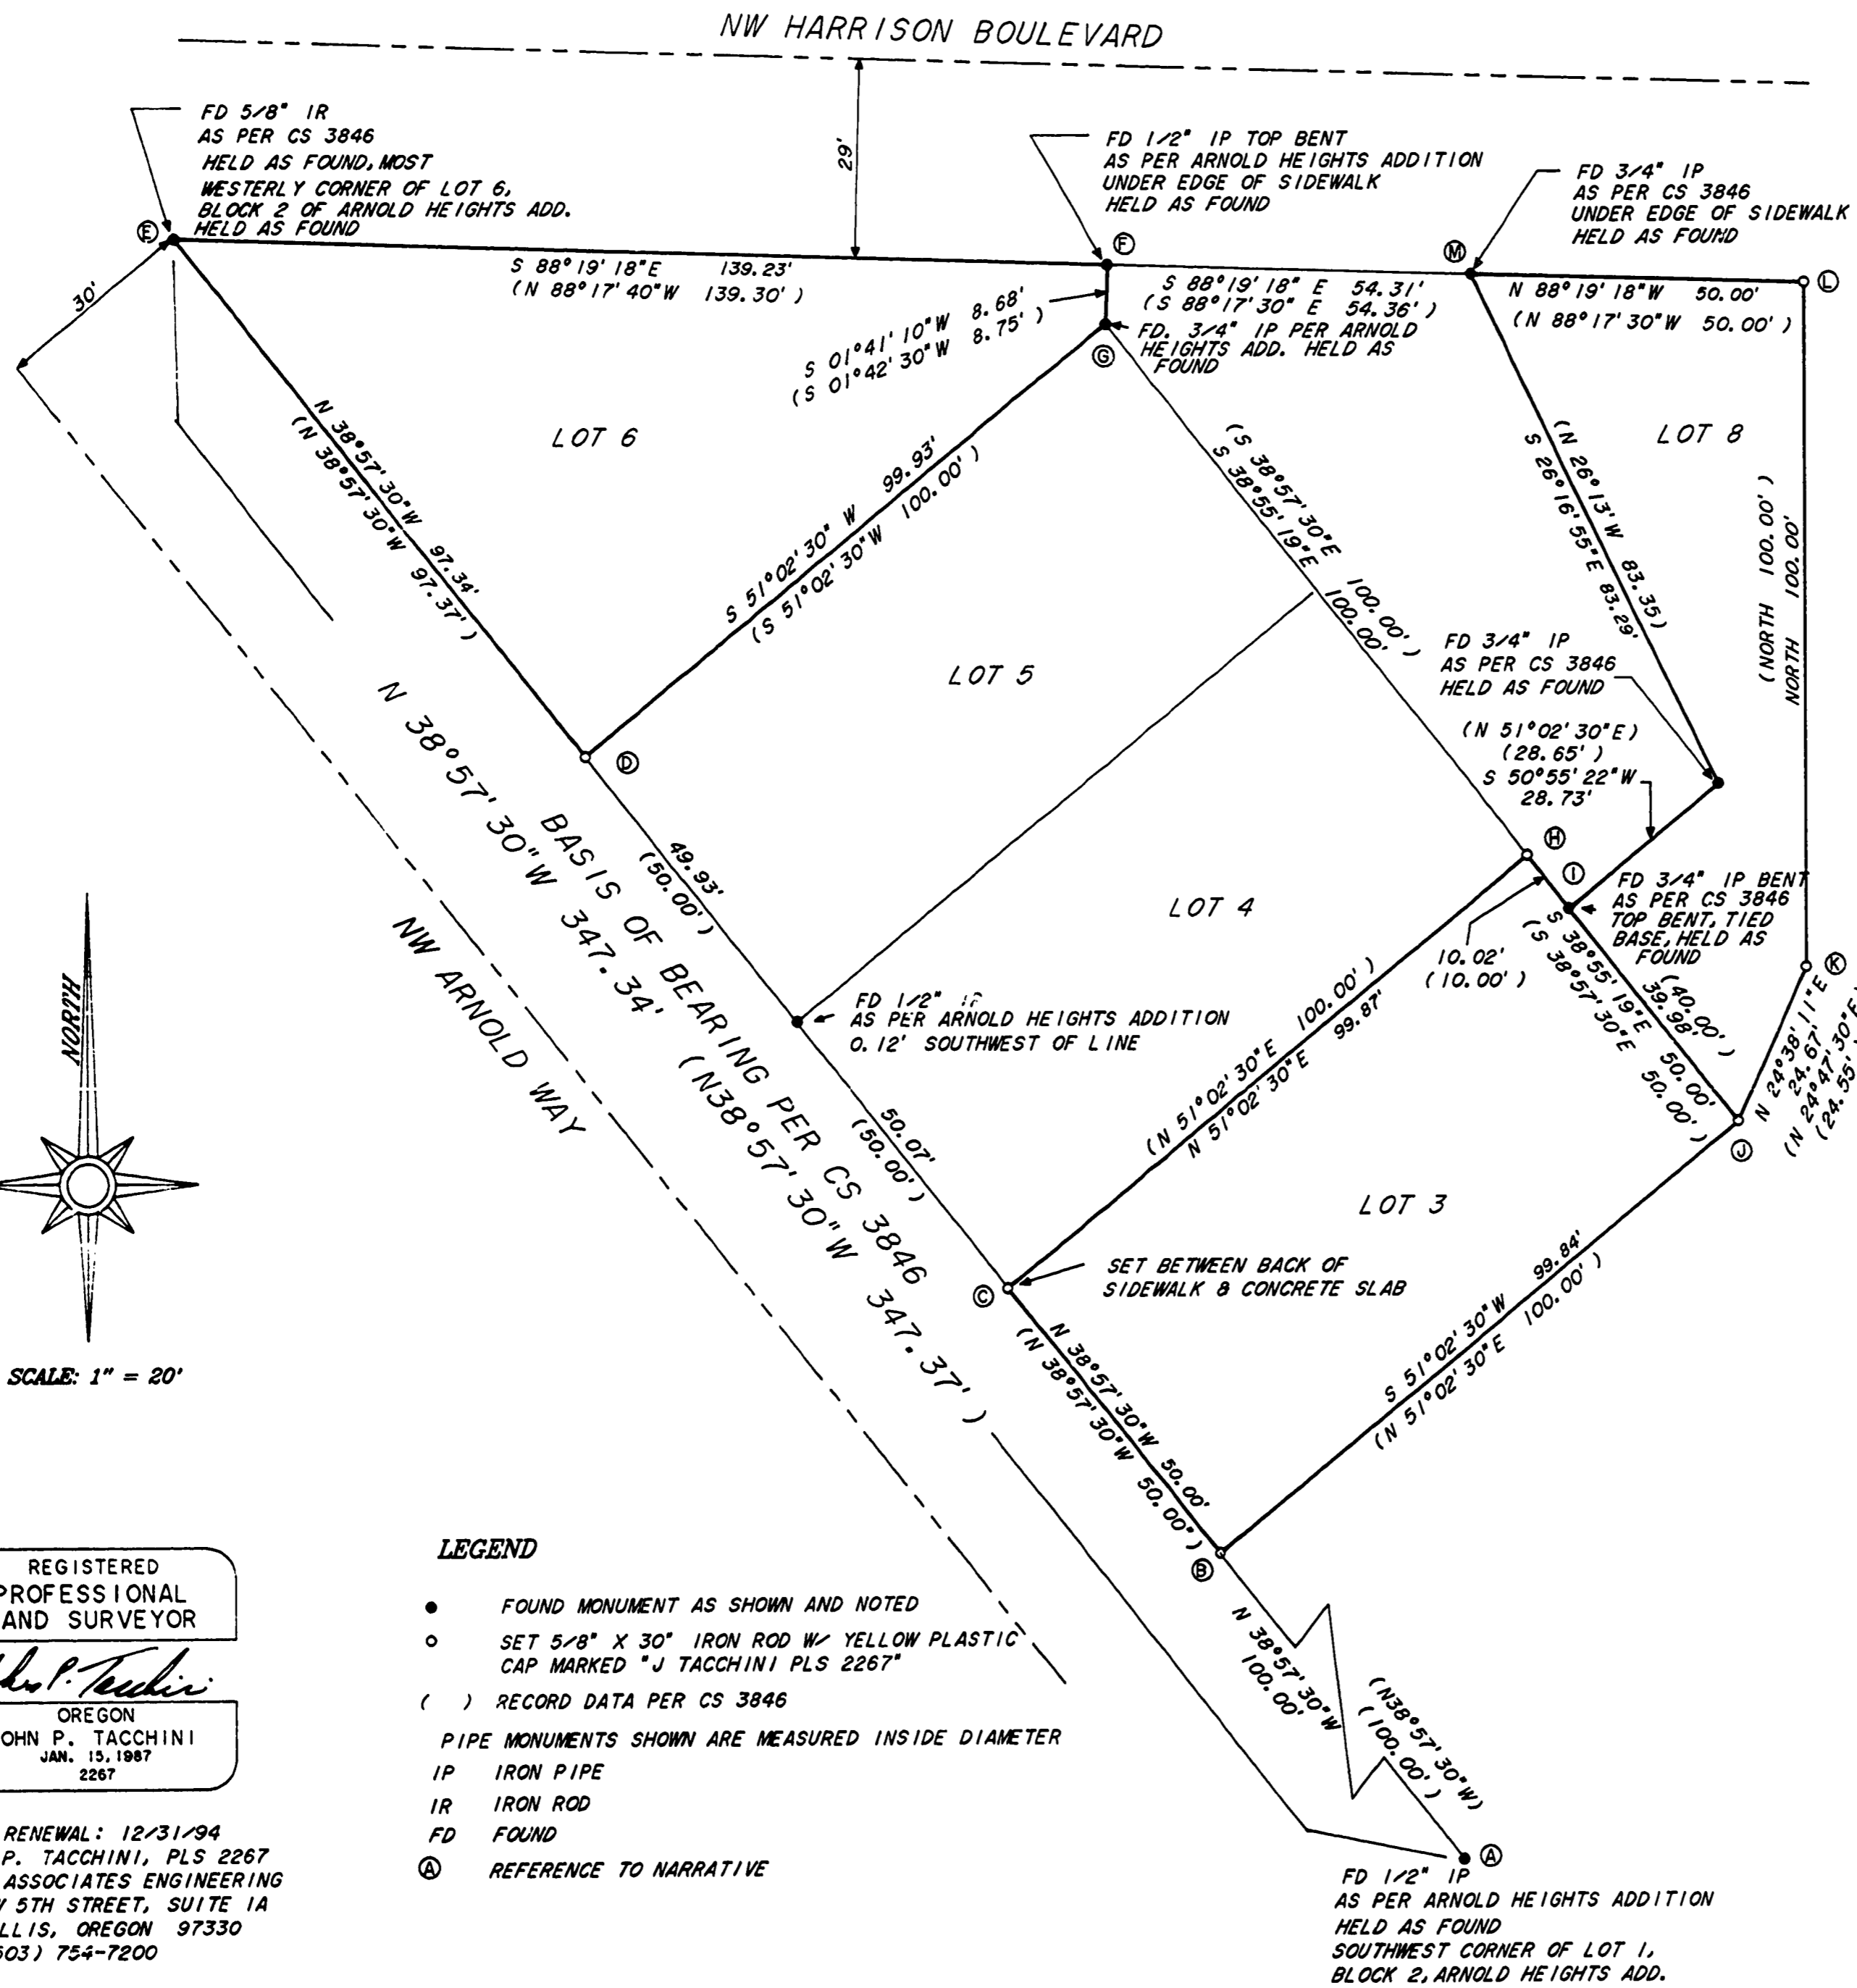 NW HARRISON BOULEVARD
29'
FD 5/8" IR
AS PER CS 3846
HELD AS FOUND, MOST
WESTERLY CORNER OF LOT 6,
BLOCK 2 OF ARNOLD HEIGHTS ADD.
HELD AS FOUND
E
30'
FD 1/2" IP TOP BENT
AS PER ARNOLD HEIGHTS ADDITION
UNDER EDGE OF SIDEWALK
HELD AS FOUND
F
FD 3/4" IP
AS PER CS 3846
UNDER EDGE OF SIDEWALK
HELD AS FOUND
M
L
S 88°19'18"E 139.23'
(N 88°17'40"W 139.30')
S 88°19'18" E 54.31'
(S 88°17'30" E 54.36')
N 88°19'18"W 50.00'
(N 88°17'30"W 50.00')
S 01°41'10"W 8.68'
(S 01°42'30"W 8.75')
FD. 3/4" IP PER ARNOLD
HEIGHTS ADD. HELD AS
FOUND
G
LOT 6
LOT 8
N 38°57'30"W 97.34'
(N 38°57'30"W 97.37')
S 51°02'30" W 99.93'
(S 51°02'30"W 100.00')
(S 38°57'30"E 100.00')
S 38°55'19"E 100.00'
(N 26°13'W 83.35)
S 26°16'55"E 83.29'
(NORTH 100.00')
NORTH 100.00'
LOT 5
FD 3/4" IP
AS PER CS 3846
HELD AS FOUND
(N 51°02'30"E)
(28.65')
S 50°55'22"W
28.73'
D
N 38°57'30"W 347.34'
BASIS OF BEARING PER CS 3846
(N38°57'30"W 347.37')
NW ARNOLD WAY
49.93'
(50.00')
LOT 4
H
I
FD 3/4" IP BENT
AS PER CS 3846
TOP BENT, TIED
BASE, HELD AS
FOUND
10.02'
(10.00')
K
FD 1/2" IP
AS PER ARNOLD HEIGHTS ADDITION
0.12' SOUTHWEST OF LINE
(N 51°02'30"E 100.00')
N 51°02'30"E 99.87'
(40.00')
39.98'
S 38°55'19"E 50.00'
(S 38°57'30"E 50.00')
N 24°38'11"E
24.67'
(N 24°47'30"E)
(24.55')
J
50.07'
(50.00')
LOT 3
SET BETWEEN BACK OF
SIDEWALK & CONCRETE SLAB
C
S 51°02'30"W 99.84'
(N 51°02'30"E 100.00')
N 38°57'30"W 50.00'
(N 38°57'30"W 50.00")
B
N 38°57'30"W
100.00'
(N38°57'30"W)
(100.00')
A
FD 1/2" IP
AS PER ARNOLD HEIGHTS ADDITION
HELD AS FOUND
SOUTHWEST CORNER OF LOT 1,
BLOCK 2, ARNOLD HEIGHTS ADD.
NORTH
SCALE: 1" = 20'
REGISTERED
PROFESSIONAL
AND SURVEYOR
OREGON
OHN P. TACCHINI
JAN. 15, 1987
2267
RENEWAL: 12/31/94
P. TACCHINI, PLS 2267
ASSOCIATES ENGINEERING
5TH STREET, SUITE 1A
LLIS, OREGON 97330
503) 754-7200
LEGEND
FOUND MONUMENT AS SHOWN AND NOTED
SET 5/8" X 30" IRON ROD W/ YELLOW PLASTIC
CAP MARKED "J TACCHINI PLS 2267"
( ) RECORD DATA PER CS 3846
PIPE MONUMENTS SHOWN ARE MEASURED INSIDE DIAMETER
IP IRON PIPE
IR IRON ROD
FD FOUND
A REFERENCE TO NARRATIVE